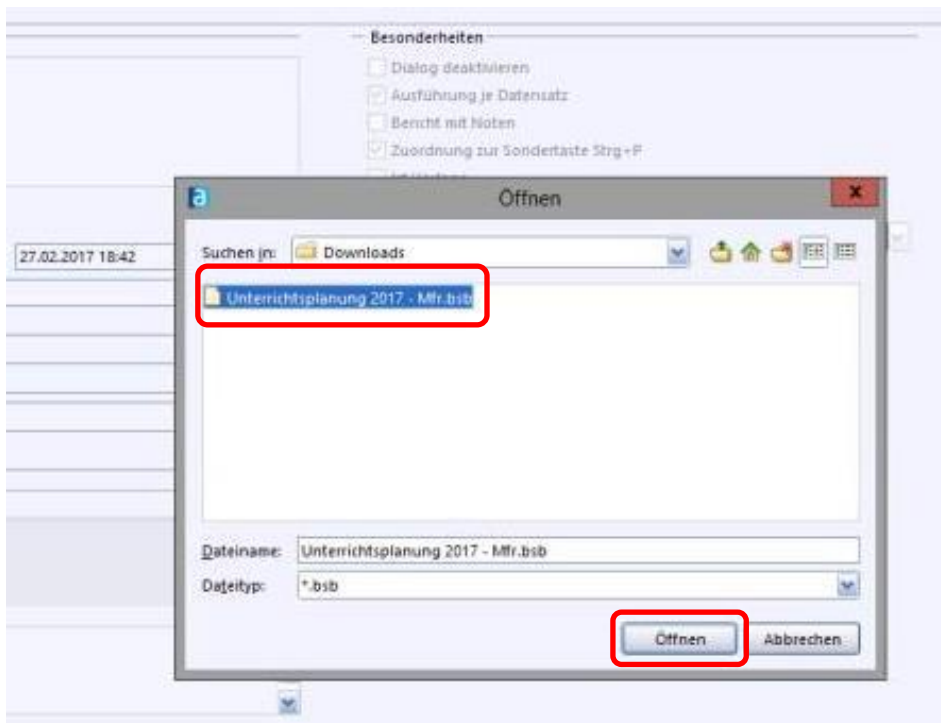 Besonderheiten
Dialog deaktivieren
Ausführung je Datensatz
Bericht mit Noten
Zuordnung zur Sondertaste Strg+P
a
Öffnen
27.02.2017 18:42
Suchen in:
Downloads
Unterrichtsplanung 2017 - Mfr.bsb
Dateiname:
Unterrichtsplanung 2017 - Mfr.bsb
Dateityp:
*.bsb
Öffnen
Abbrechen